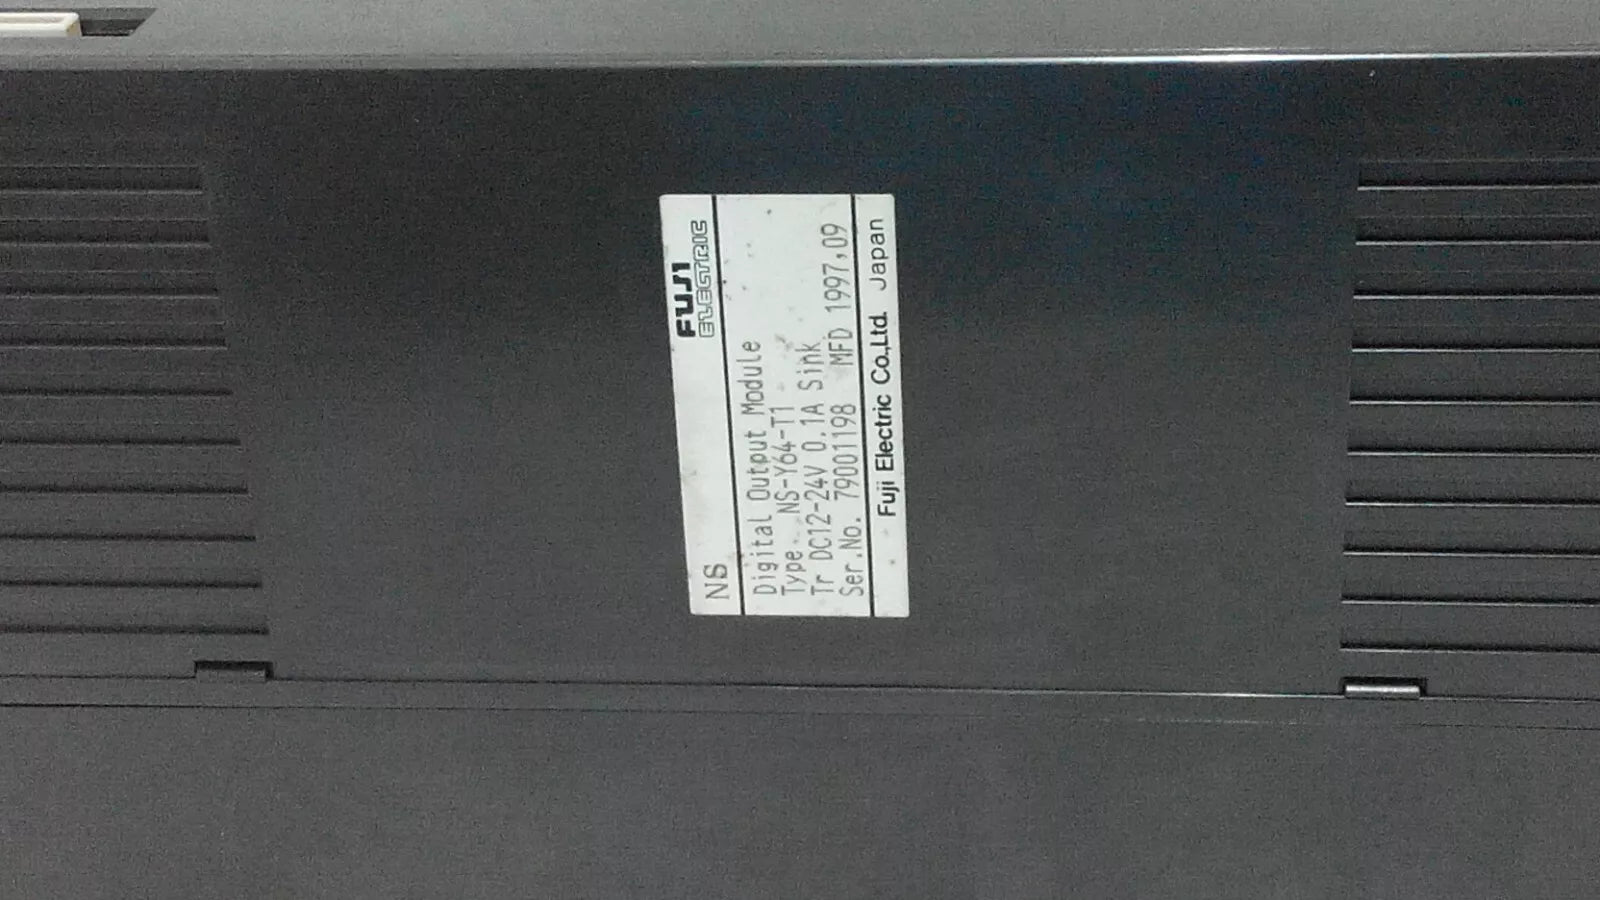 NS FUJI
ELECTRIC
Digital Output Module
Type NS-Y64-T1
Tr DC12-24V 0.1A Sink
Ser.No. 79001198 MFD 1997,09
Fuji Electric Co.,Ltd. Japan